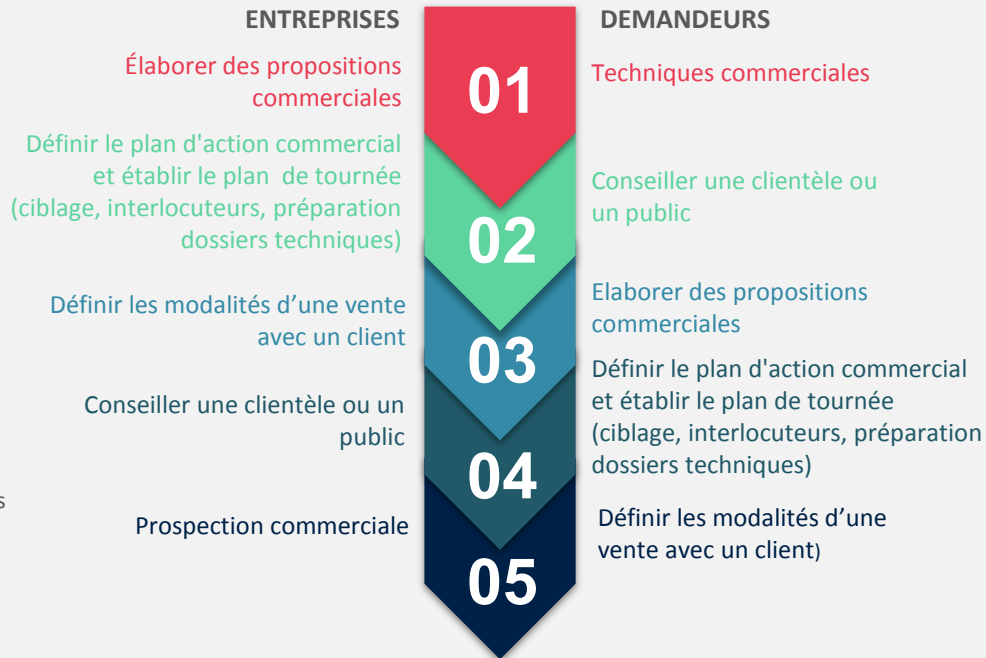 ENTREPRISES
DEMANDEURS
Élaborer des propositions
commerciales
01
Techniques commerciales
Définir le plan d'action commercial
et établir le plan de tournée
(ciblage, interlocuteurs, préparation
dossiers techniques)
02
Conseiller une clientèle ou
un public
Définir les modalités d’une vente
avec un client
03
Elaborer des propositions
commerciales
Conseiller une clientèle ou un
public
04
Définir le plan d'action commercial
et établir le plan de tournée
(ciblage, interlocuteurs, préparation
dossiers techniques)
s
Prospection commerciale
05
Définir les modalités d’une
vente avec un client)